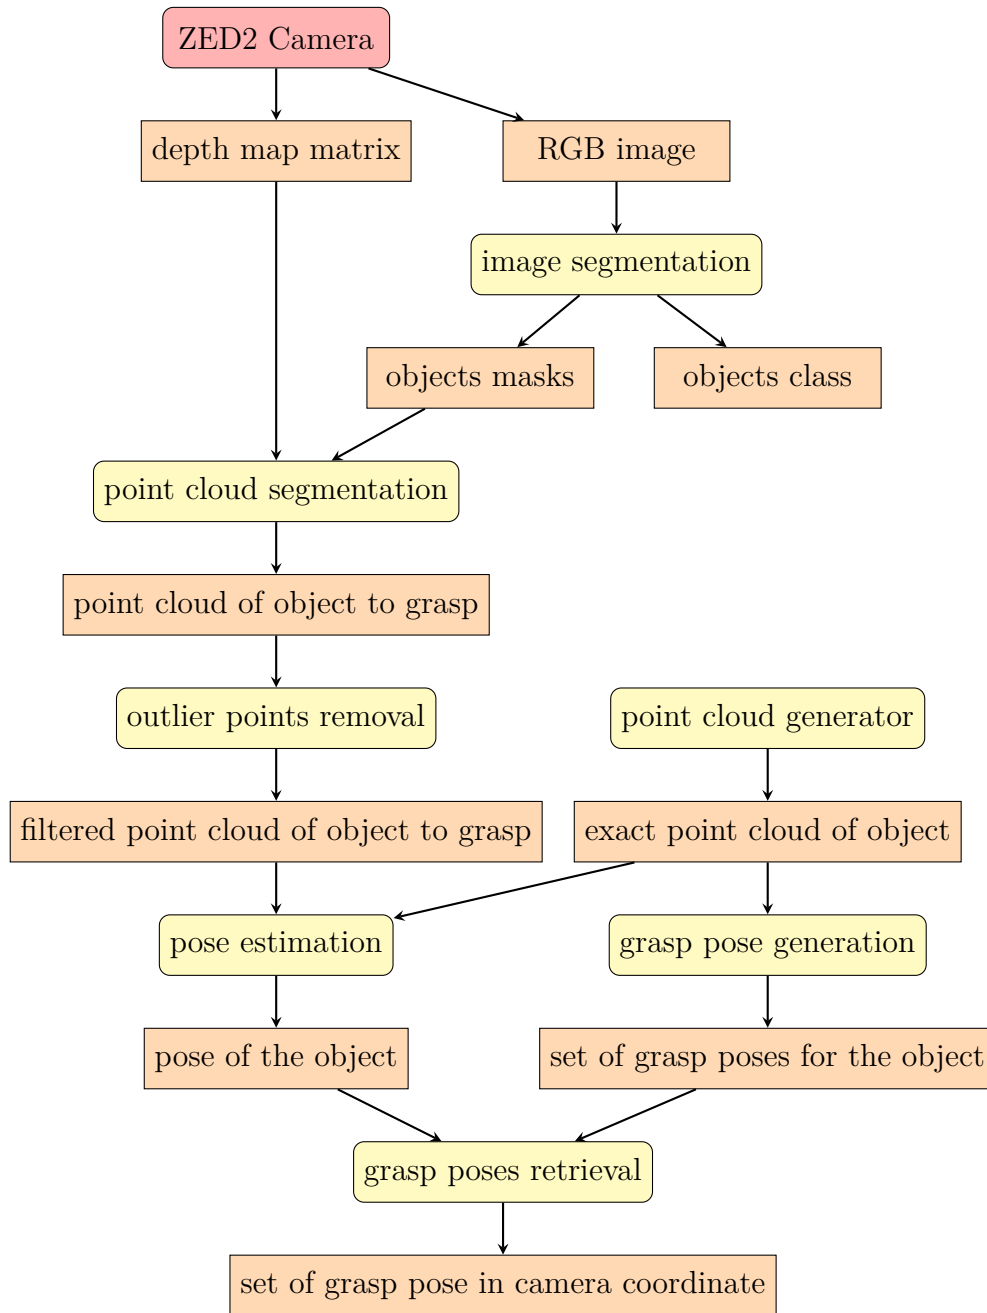 ZED2 Camera
depth map matrix
RGB image
image segmentation
objects masks
objects class
point cloud segmentation
point cloud of object to grasp
outlier points removal
point cloud generator
filtered point cloud of object to grasp
exact point cloud of object
pose estimation
grasp pose generation
pose of the object
set of grasp poses for the object
grasp poses retrieval
set of grasp pose in camera coordinate